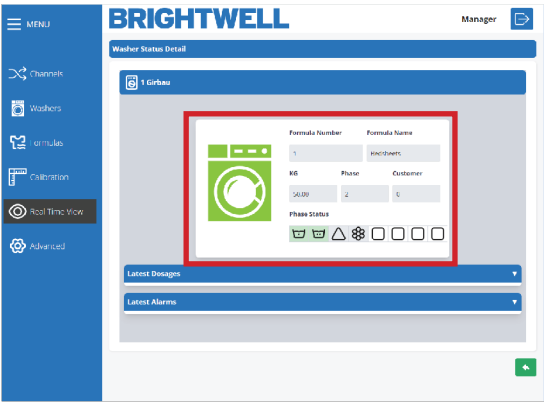 MENU
BRIGHTWELL
Manager
Washer Status Detail
Channels
1 Girbau
Washers
Formula Number Formula Name
Formulas
1 Redsheets
KG Phase Customer
Calibration
50.00 2 0
Real Time View
Phase Status
Advanced
Latest Dosages
Latest Alarms